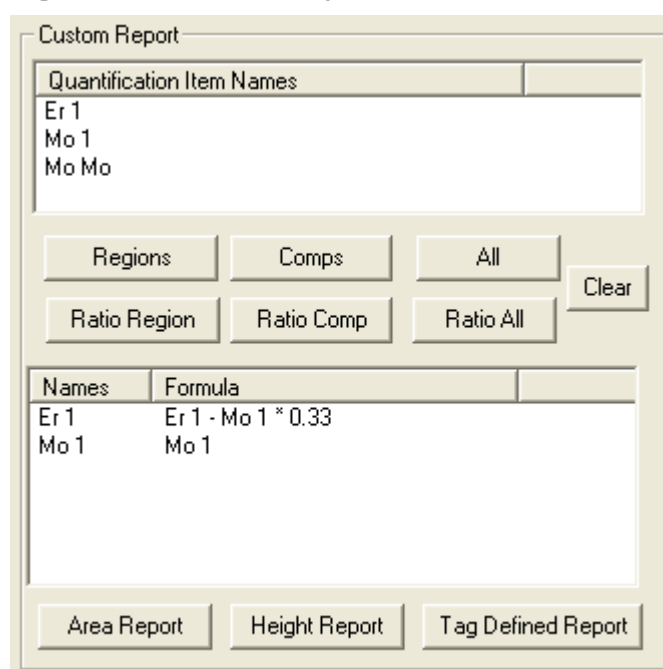 Custom Report
Quantification Item Names
Er 1
Mo 1
Mo Mo
Regions Comps All
Clear
Ratio Region Ratio Comp Ratio All
Names Formula
Er 1 Er 1 - Mo 1 * 0.33
Mo 1 Mo 1
Area Report Height Report Tag Defined Report